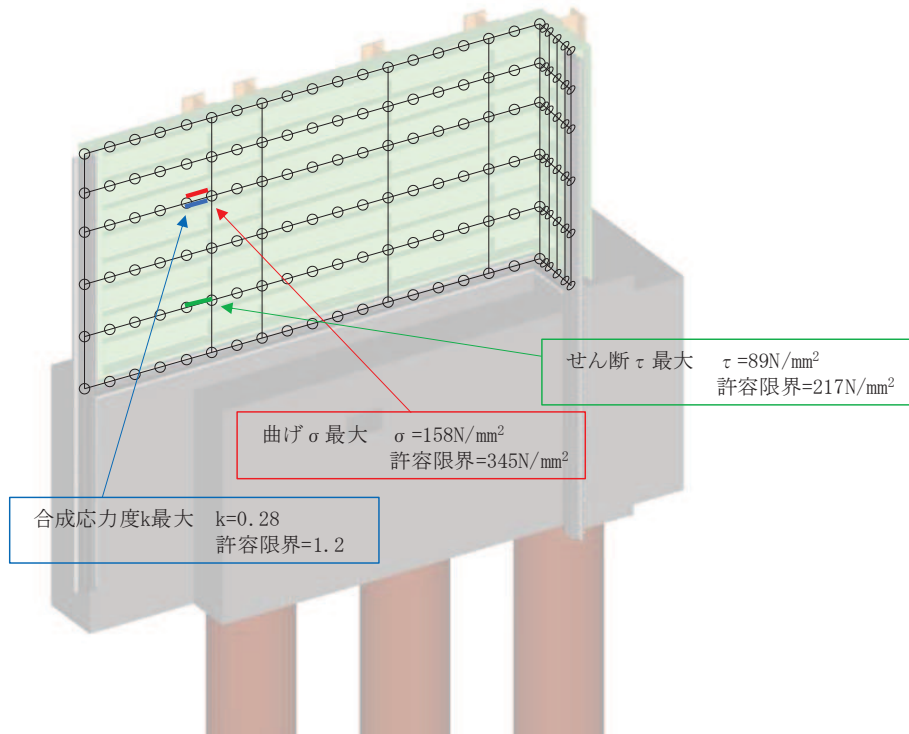 せん断τ最大 τ=89N/mm²
許容限界=217N/mm²
曲げσ最大 σ=158N/mm²
許容限界=345N/mm²
合成応力度k最大 k=0.28
許容限界=1.2